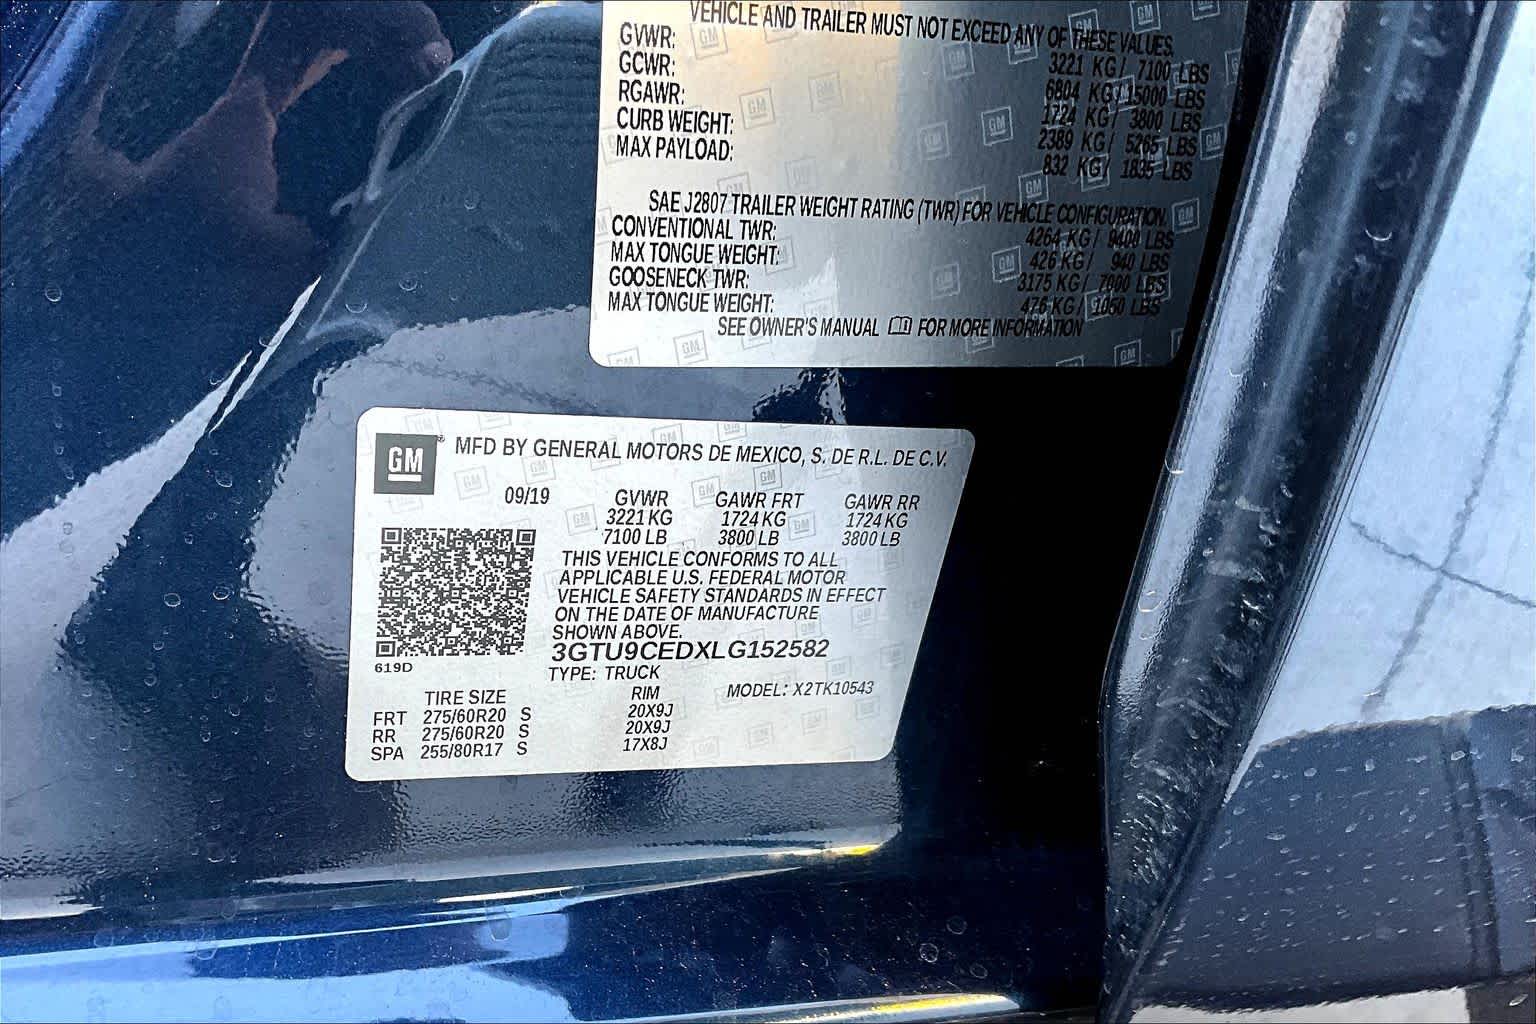 VEHICLE AND TRAILER MUST NOT EXCEED ANY OF THESE VALUES.
GVWR: 3221 KG / 7100 LBS
GCWR: 6804 KG / 15000 LBS
RGAWR: 1724 KG / 3800 LBS
CURB WEIGHT: 2389 KG / 5265 LBS
MAX PAYLOAD: 832 KG / 1835 LBS
SAE J2807 TRAILER WEIGHT RATING (TWR) FOR VEHICLE CONFIGURATION.
CONVENTIONAL TWR: 4264 KG / 9400 LBS
MAX TONGUE WEIGHT: 426 KG / 940 LBS
GOOSENECK TWR: 3175 KG / 7000 LBS
MAX TONGUE WEIGHT: 476 KG / 1050 LBS
SEE OWNER'S MANUAL FOR MORE INFORMATION
GM MFD BY GENERAL MOTORS DE MEXICO, S. DE R.L. DE C.V.
09/19 GVWR GAWR FRT GAWR RR
3221 KG 1724 KG 1724 KG
7100 LB 3800 LB 3800 LB
THIS VEHICLE CONFORMS TO ALL
APPLICABLE U.S. FEDERAL MOTOR
VEHICLE SAFETY STANDARDS IN EFFECT
ON THE DATE OF MANUFACTURE
SHOWN ABOVE.
3GTU9CEDXLG152582
619D
TYPE: TRUCK
TIRE SIZE RIM MODEL: X2TK10543
FRT 275/60R20 S 20X9J
RR 275/60R20 S 20X9J
SPA 255/80R17 S 17X8J